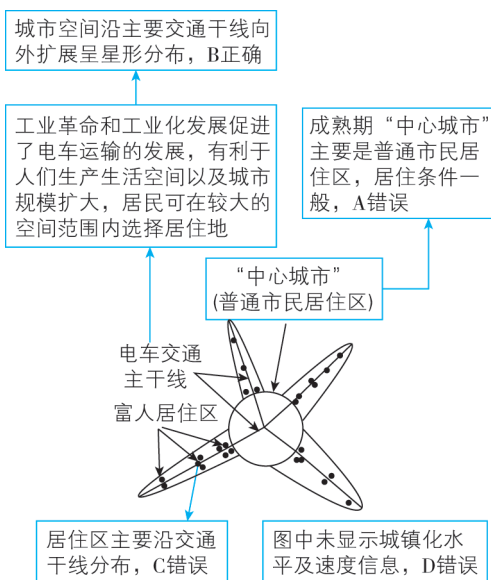 城市空间沿主要交通干线向
外扩展呈星形分布，B正确
工业革命和工业化发展促进
了电车运输的发展，有利于
人们生产生活空间以及城市
规模扩大，居民可在较大的
空间范围内选择居住地
成熟期“中心城市”
主要是普通市民居
住区，居住条件一
般，A错误
“中心城市”
(普通市民居住区)
电车交通
主干线
富人居住区
居住区主要沿交通
干线分布，C错误
图中未显示城镇化水
平及速度信息，D错误